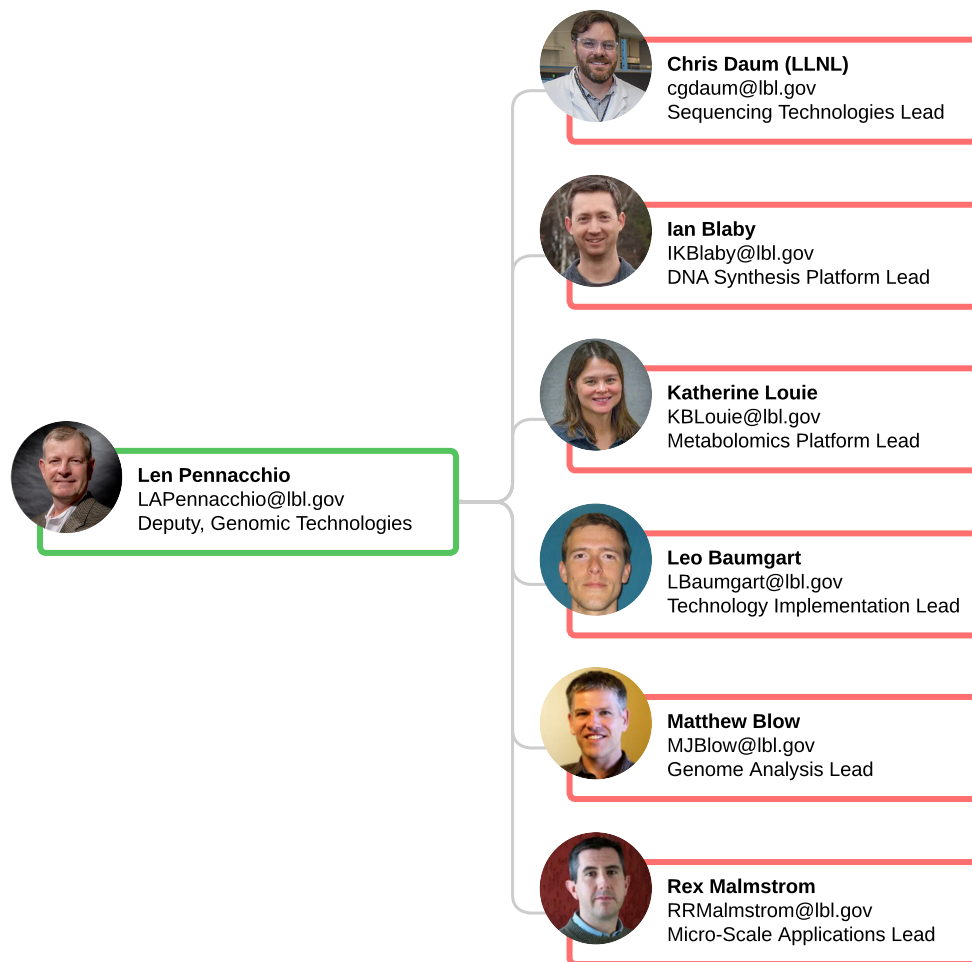 Chris Daum (LLNL)
cgdaum@lbl.gov
Sequencing Technologies Lead
Ian Blaby
IKBlaby@lbl.gov
DNA Synthesis Platform Lead
Katherine Louie
KBLouie@lbl.gov
Metabolomics Platform Lead
Len Pennacchio
LAPennacchio@lbl.gov
Deputy, Genomic Technologies
Leo Baumgart
LBaumgart@lbl.gov
Technology Implementation Lead
Matthew Blow
MJBlow@lbl.gov
Genome Analysis Lead
Rex Malmstrom
RRMalmstrom@lbl.gov
Micro-Scale Applications Lead